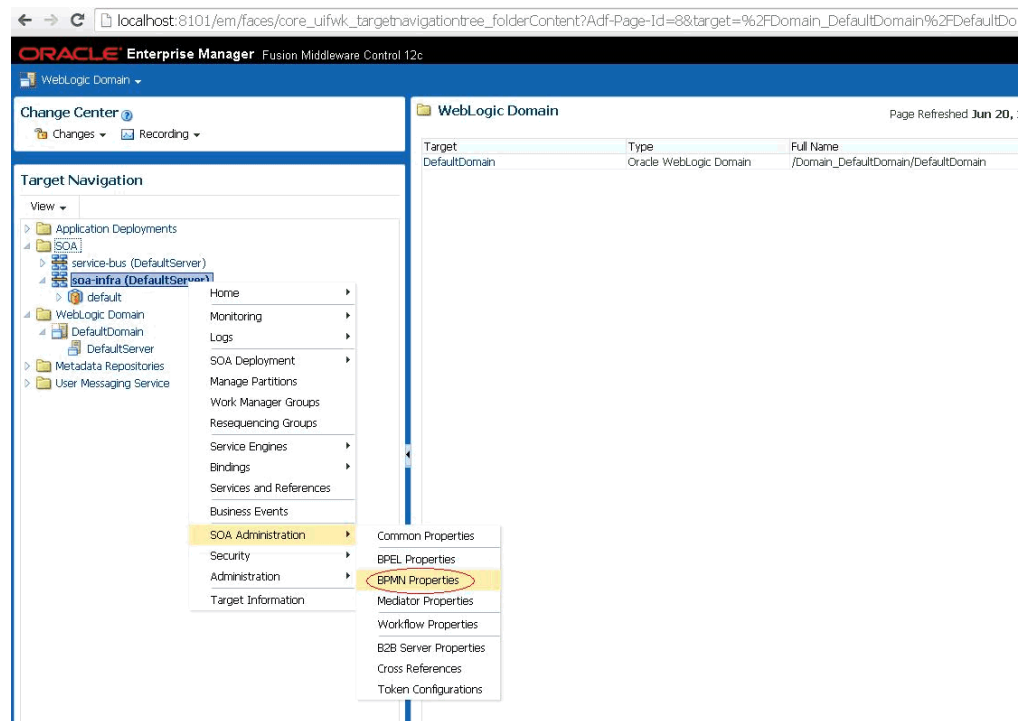 localhost:8101/em/faces/core_uifwk_targetnavigationtree_folderContent?Adf-Page-Id=8&target=%2FDomain_DefaultDomain%2FDefaultDo
ORACLE Enterprise Manager Fusion Middleware Control 12c
WebLogic Domain
Change Center
Changes Recording
Target Navigation
View
Application Deployments
SOA
service-bus (DefaultServer)
soa-infra (DefaultServer)
default
WebLogic Domain
DefaultDomain
DefaultServer
Metadata Repositories
User Messaging Service
Home
Monitoring
Logs
SOA Deployment
Manage Partitions
Work Manager Groups
Resequencing Groups
Service Engines
Bindings
Services and References
Business Events
SOA Administration
Security
Administration
Target Information
Common Properties
BPEL Properties
BPMN Properties
Mediator Properties
Workflow Properties
B2B Server Properties
Cross References
Token Configurations
WebLogic Domain
Page Refreshed Jun 20,
Target Type Full Name
DefaultDomain Oracle WebLogic Domain /Domain_DefaultDomain/DefaultDomain